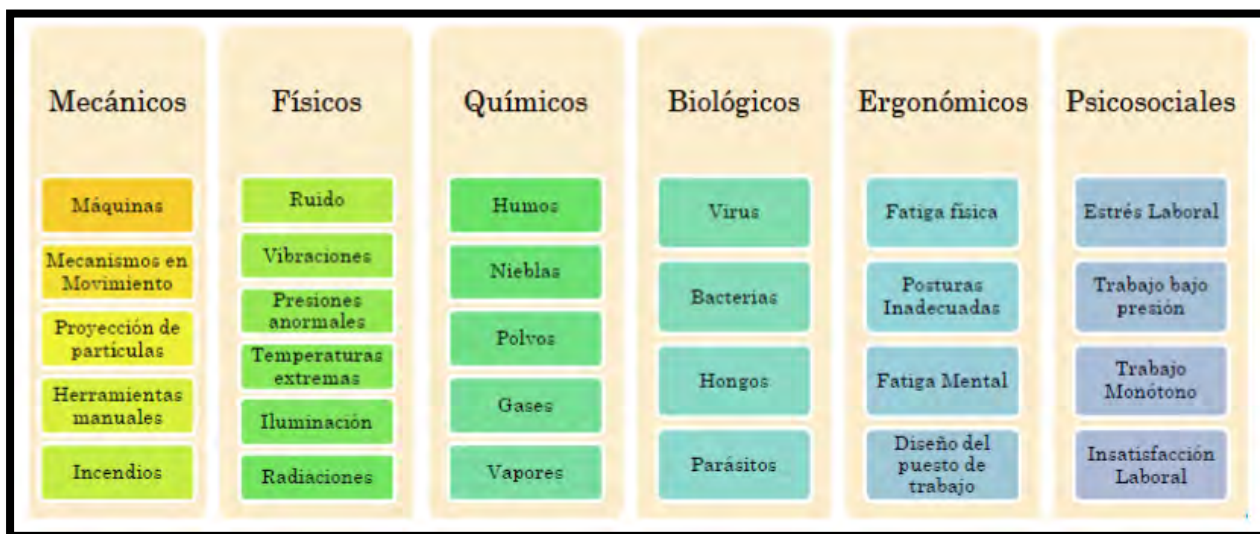 Mecánicos
Máquinas
Mecanismos en
Movimiento
Proyección de
partículas
Herramientas
manuales
Incendios
Físicos
Ruido
Vibraciones
Presiones
anormales
Temperaturas
extremas
Iluminación
Radiaciones
Químicos
Humos
Nieblas
Polvos
Gases
Vapores
Biológicos
Virus
Bacterias
Hongos
Parásitos
Ergonómicos
Fatiga física
Posturas
Inadecuadas
Fatiga Mental
Diseño del
puesto de
trabajo
Psicosociales
Estrés Laboral
Trabajo bajo
presión
Trabajo
Monótono
Insatisfacción
Laboral